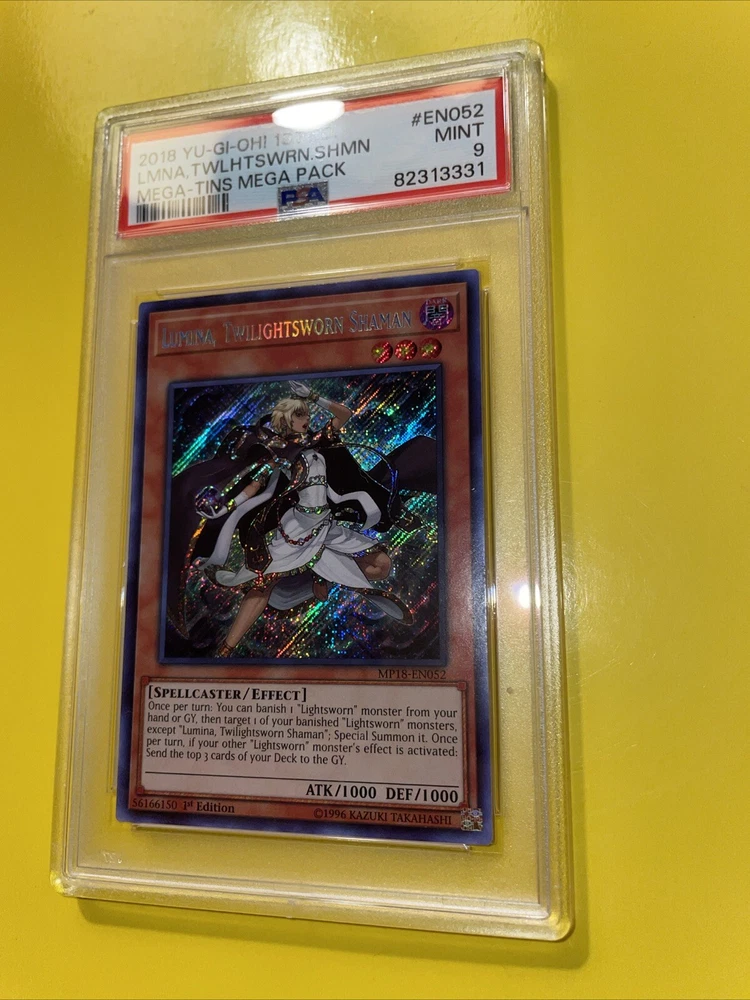 2018 YU-GI-OH!
#EN052
LMNA,TWLHTSWRN.SHMN
MINT
MEGA-TINS MEGA PACK
9
PSA
82313331
LUMINA, TWILIGHTSWORN SHAMAN
DARK
MP18-EN052
[SPELLCASTER/EFFECT]
Once per turn: You can banish 1 "Lightsworn" monster from your
hand or GY, then target 1 of your banished "Lightsworn" monsters,
except "Lumina, Twilightsworn Shaman"; Special Summon it. Once
per turn, if your other "Lightsworn" monster's effect is activated:
Send the top 3 cards of your Deck to the GY.
ATK/1000 DEF/1000
56166150 1st Edition
©1996 KAZUKI TAKAHASHI